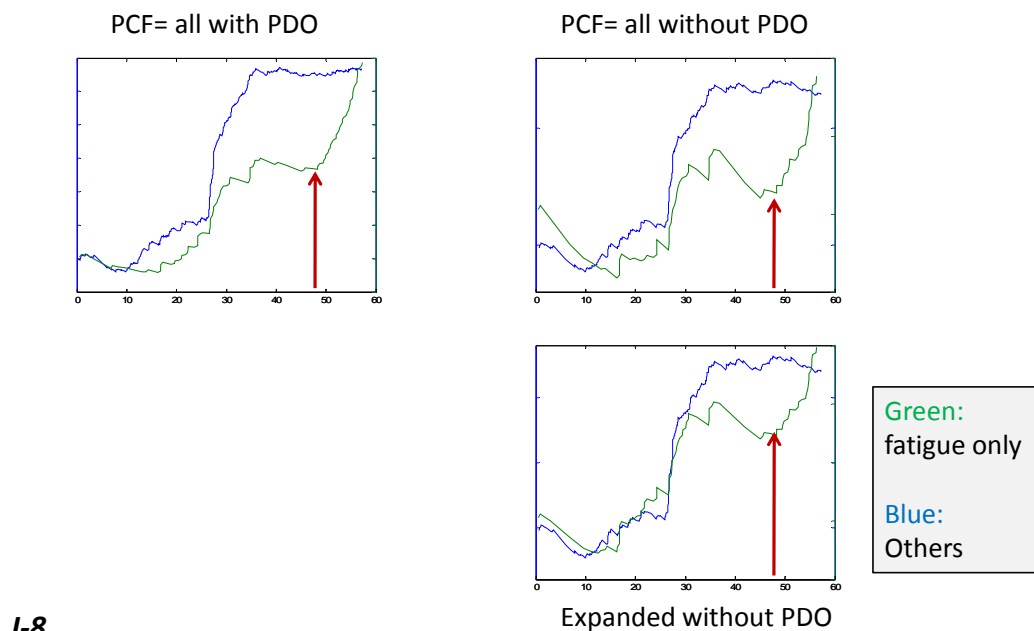 PCF= all with PDO
PCF= all without PDO
0 10 20 30 40 50 60
0 10 20 30 40 50 60
0 10 20 30 40 50 60
Green:
fatigue only
Blue:
Others
Expanded without PDO